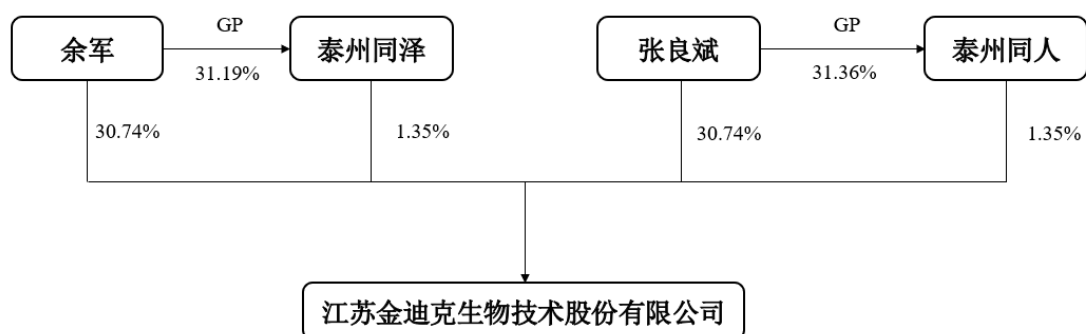 GP
GP
余军
泰州同泽
张良斌
泰州同人
31.19%
31.36%
30.74%
1.35%
30.74%
1.35%
江苏金迪克生物技术股份有限公司